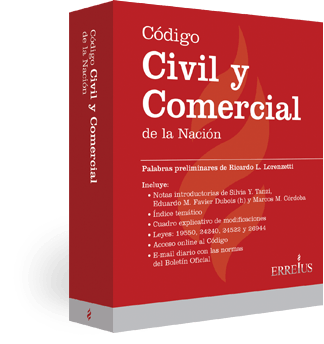 Código
Civil y
Comercial
de la Nación
Palabras preliminares de Ricardo L. Lorenzetti
Incluye:
• Notas introductorias de Silvia Y. Tanzi,
Eduardo M. Favier Dubois (h) y Marcos M. Córdoba
• Índice temático
• Cuadro explicativo de modificaciones
• Leyes: 19550, 24240, 24522 y 26944
• Acceso online al Código
• E-mail diario con las normas
del Boletín Oficial
ERREIUS
Código Civil y Comercial
de la Nación